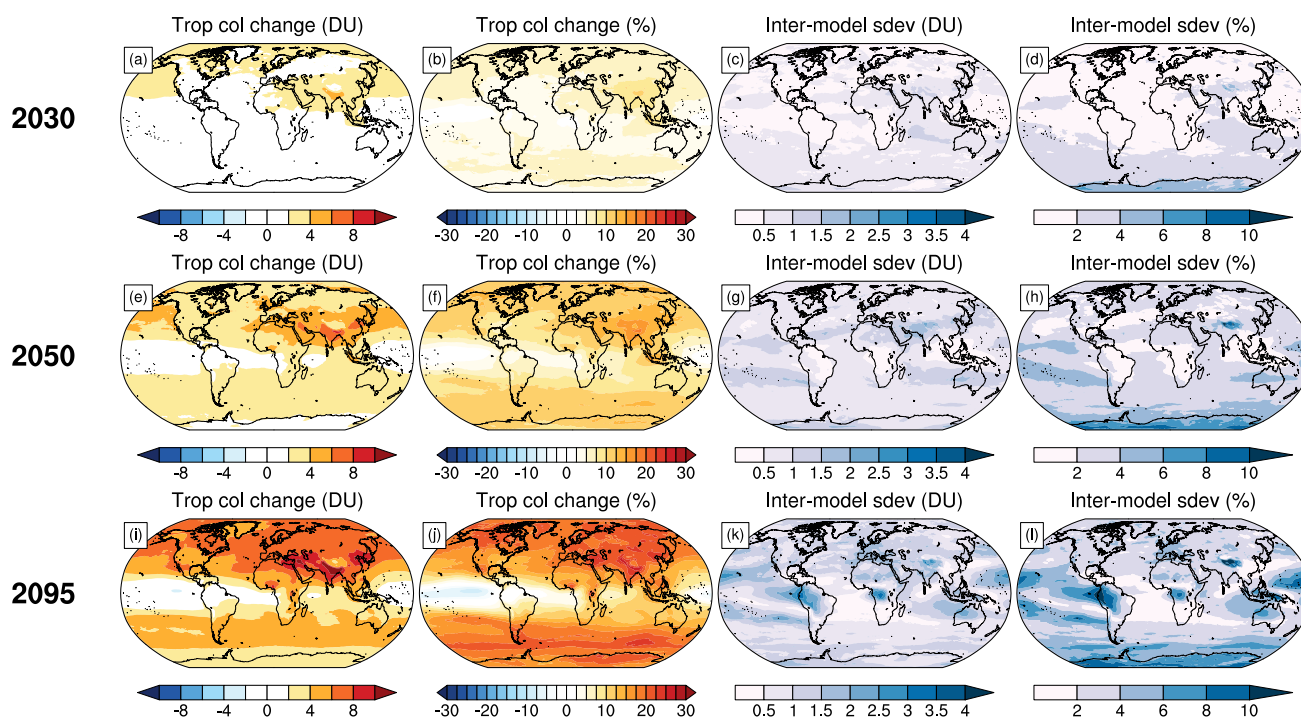 Trop col change (DU) Trop col change (%) Inter-model sdev (DU) Inter-model sdev (%)
2030 (a) (b) (c) (d)
-8 -4 0 4 8 -30 -20 -10 0 10 20 30 0.5 1 1.5 2 2.5 3 3.5 4 2 4 6 8 10
Trop col change (DU) Trop col change (%) Inter-model sdev (DU) Inter-model sdev (%)
2050 (e) (f) (g) (h)
-8 -4 0 4 8 -30 -20 -10 0 10 20 30 0.5 1 1.5 2 2.5 3 3.5 4 2 4 6 8 10
Trop col change (DU) Trop col change (%) Inter-model sdev (DU) Inter-model sdev (%)
2095 (i) (j) (k) (l)
-8 -4 0 4 8 -30 -20 -10 0 10 20 30 0.5 1 1.5 2 2.5 3 3.5 4 2 4 6 8 10